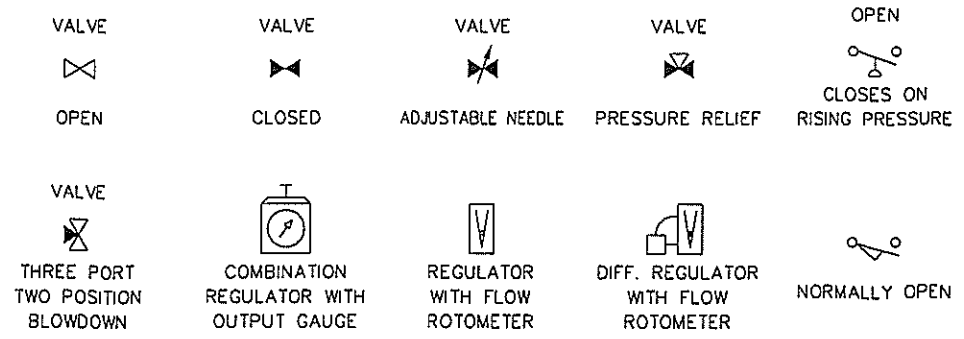 VALVE
OPEN
VALVE
CLOSED
VALVE
ADJUSTABLE NEEDLE
VALVE
PRESSURE RELIEF
OPEN
CLOSES ON
RISING PRESSURE
VALVE
THREE PORT
TWO POSITION
BLOWDOWN
COMBINATION
REGULATOR WITH
OUTPUT GAUGE
REGULATOR
WITH FLOW
ROTOMETER
DIFF. REGULATOR
WITH FLOW
ROTOMETER
NORMALLY OPEN